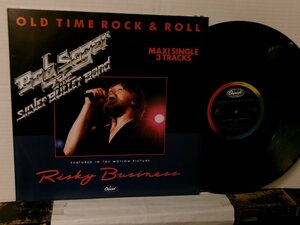 OLD TIME ROCK & ROLL
Bob Seger
SILVER BULLET BAND
MAXI SINGLE
3 TRACKS
FEATURED IN THE MOTION PICTURE
Risky Business
Capitol